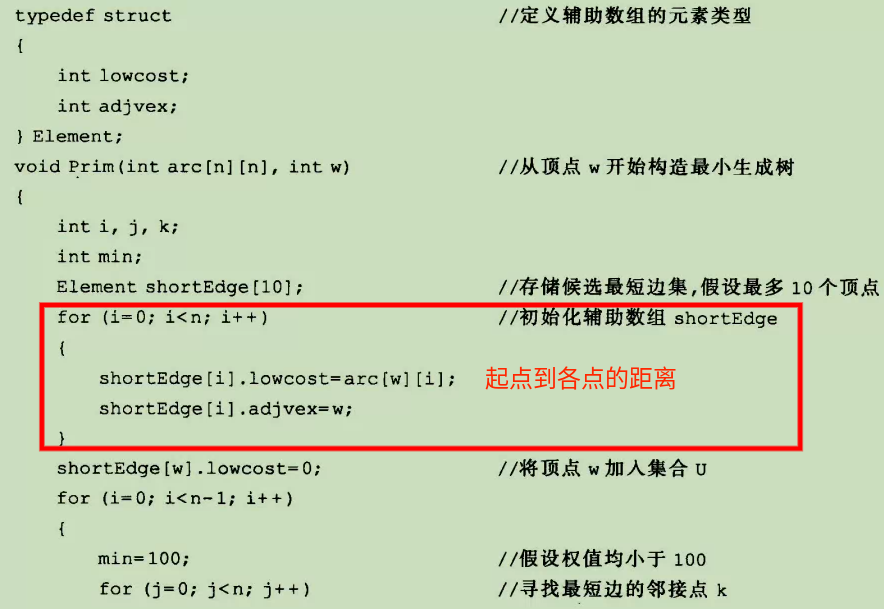 typedef struct //定义辅助数组的元素类型
{
int lowcost;
int adjvex;
} Element;
void Prim(int arc[n][n], int w) //从顶点 w 开始构造最小生成树
{
int i, j, k;
int min;
Element shortEdge[10]; //存储候选最短边集,假设最多 10 个顶点
for (i=0; i<n; i++) //初始化辅助数组 shortEdge
{
shortEdge[i].lowcost=arc[w][i]; 起点到各点的距离
shortEdge[i].adjvex=w;
}
shortEdge[w].lowcost=0; //将顶点 w 加入集合 U
for (i=0; i<n-1; i++)
{
min=100; //假设权值均小于 100
for (j=0; j<n; j++) //寻找最短边的邻接点 k